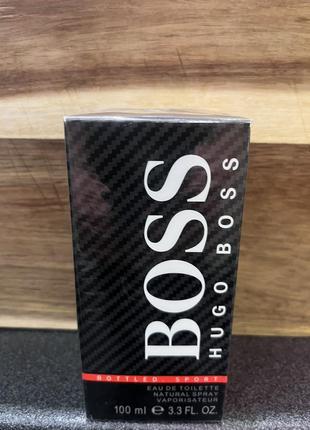 BOSS
HUGO BOSS
BOTTLED. SPORT
EAU DE TOILETTE
NATURAL SPRAY
VAPORISATEUR
100 ml ℮ 3.3 FL. OZ.